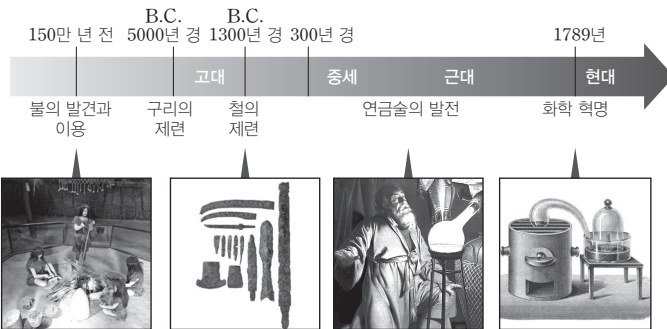 B.C. B.C.
150만 년 전 5000년 경 1300년 경 300년 경 1789년
고대 중세 근대 현대
불의 발견과 구리의 철의 연금술의 발전 화학 혁명
이용 제련 제련